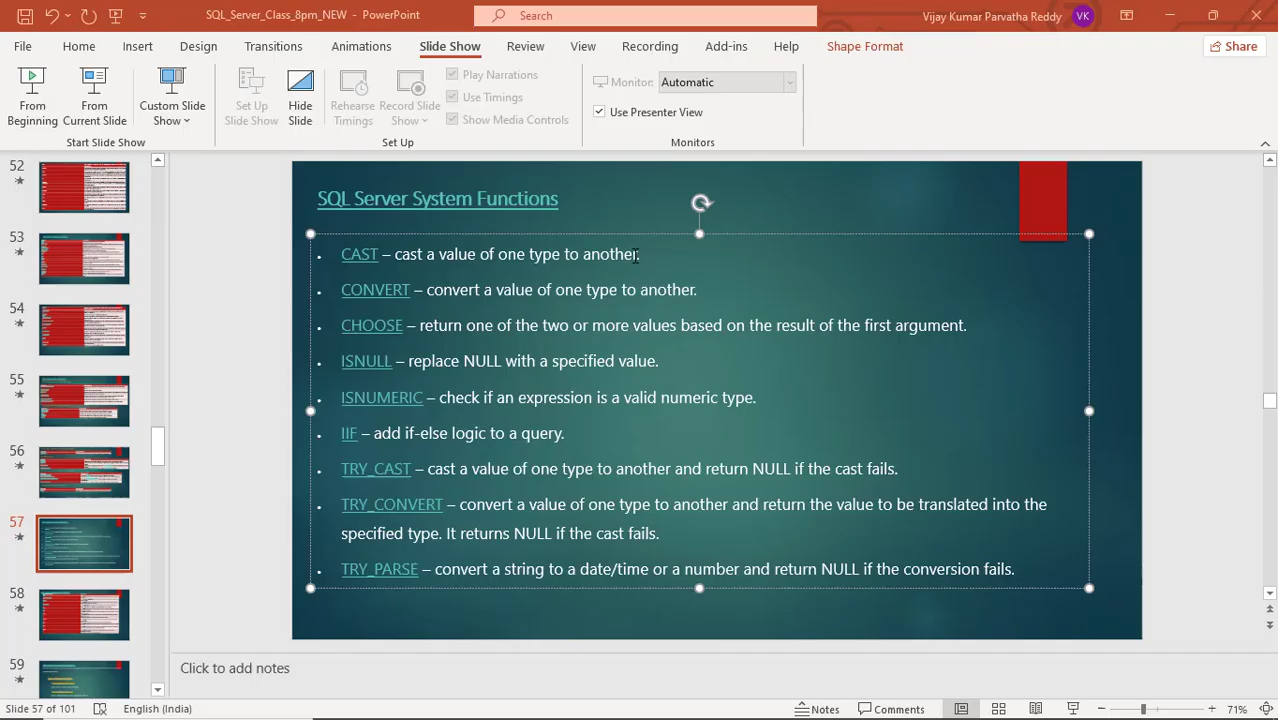 SQL_Server_Class_8pm_NEW - PowerPoint
Search
Vijay Kumar Parvatha Reddy
VK
File Home Insert Design Transitions Animations Slide Show Review View Recording Add-ins Help Shape Format
Share
From Beginning
From Current Slide
Custom Slide Show
Set Up Slide Show
Hide Slide
Rehearse Timings
Record Slide Show
Play Narrations
Use Timings
Show Media Controls
Monitor: Automatic
Use Presenter View
Start Slide Show
Set Up
Monitors
52
53
54
55
56
57
58
59
SQL Server System Functions
CAST – cast a value of one type to another.
CONVERT – convert a value of one type to another.
CHOOSE – return one of the two or more values based on the result of the first argument.
ISNULL – replace NULL with a specified value.
ISNUMERIC – check if an expression is a valid numeric type.
IIF – add if-else logic to a query.
TRY_CAST – cast a value of one type to another and return NULL if the cast fails.
TRY_CONVERT – convert a value of one type to another and return the value to be translated into the
specified type. It returns NULL if the cast fails.
TRY_PARSE – convert a string to a date/time or a number and return NULL if the conversion fails.
Click to add notes
Slide 57 of 101
English (India)
Notes
Comments
71%